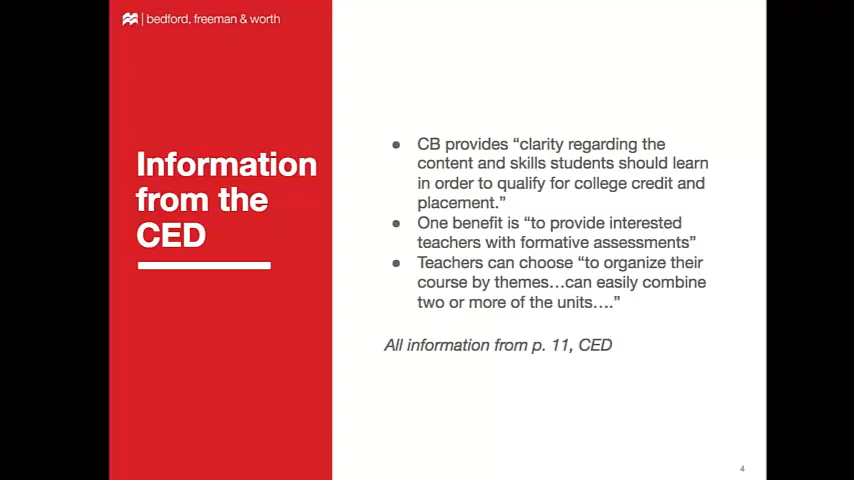 bedford, freeman & worth
Information
from the
CED
● CB provides “clarity regarding the
content and skills students should learn
in order to qualify for college credit and
placement.”
● One benefit is “to provide interested
teachers with formative assessments”
● Teachers can choose “to organize their
course by themes…can easily combine
two or more of the units….”
All information from p. 11, CED
4